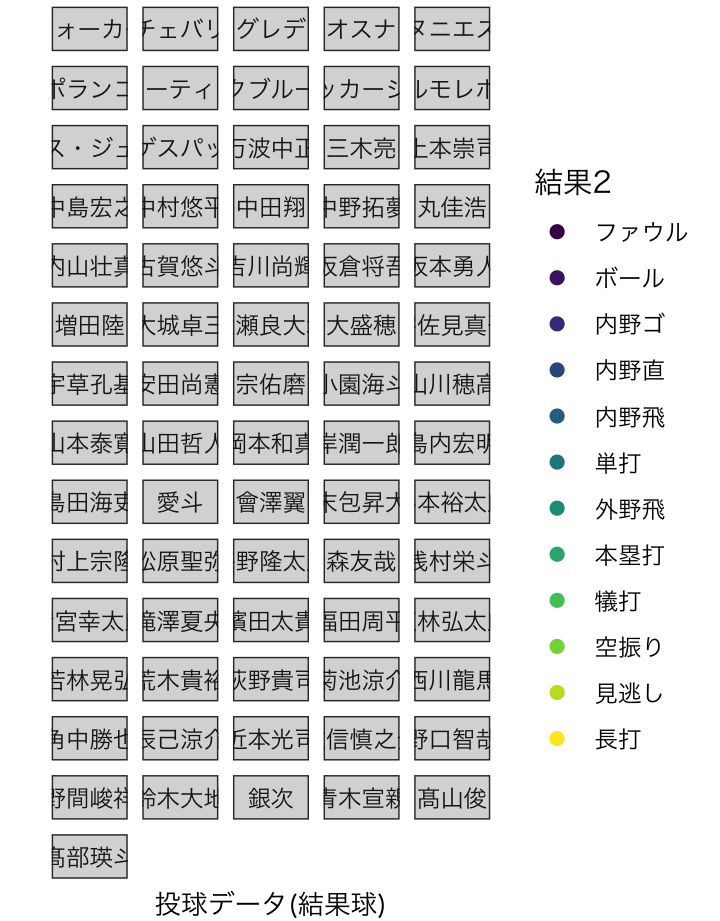 ォーカ チェバリ グレデ オスナ ヌニエス
ポランコ ーティ クブルー ッカーシ ルモレホ
ス・ジュ ゲスパッ 万波中正 三木亮 上本崇司
中島宏之 中村悠平 中田翔 中野拓夢 丸佳浩
内山壮真 古賀悠斗 吉川尚輝 坂倉将吾 坂本勇人
増田陸 大城卓三 瀬良大 大盛穂 佐見真
宇草孔基 安田尚憲 宗佑磨 小園海斗 山川穂高
山本泰寛 山田哲人 岡本和真 岸潤一郎 島内宏明
島田海吏 愛斗 會澤翼 末包昇大 本裕太
村上宗隆 松原聖弥 野隆太 森友哉 浅村栄斗
宮幸太 滝澤夏央 濱田太貴 福田周平 林弘太
若林晃弘 荒木貴裕 荻野貴司 菊池涼介 西川龍馬
角中勝也 辰己涼介 近本光司 信慎之 野口智哉
野間峻祥 鈴木大地 銀次 青木宣親 髙山俊
髙部瑛斗
投球データ(結果球)
結果2
ファウル
ボール
内野ゴ
内野直
内野飛
単打
外野飛
本塁打
犠打
空振り
見逃し
長打